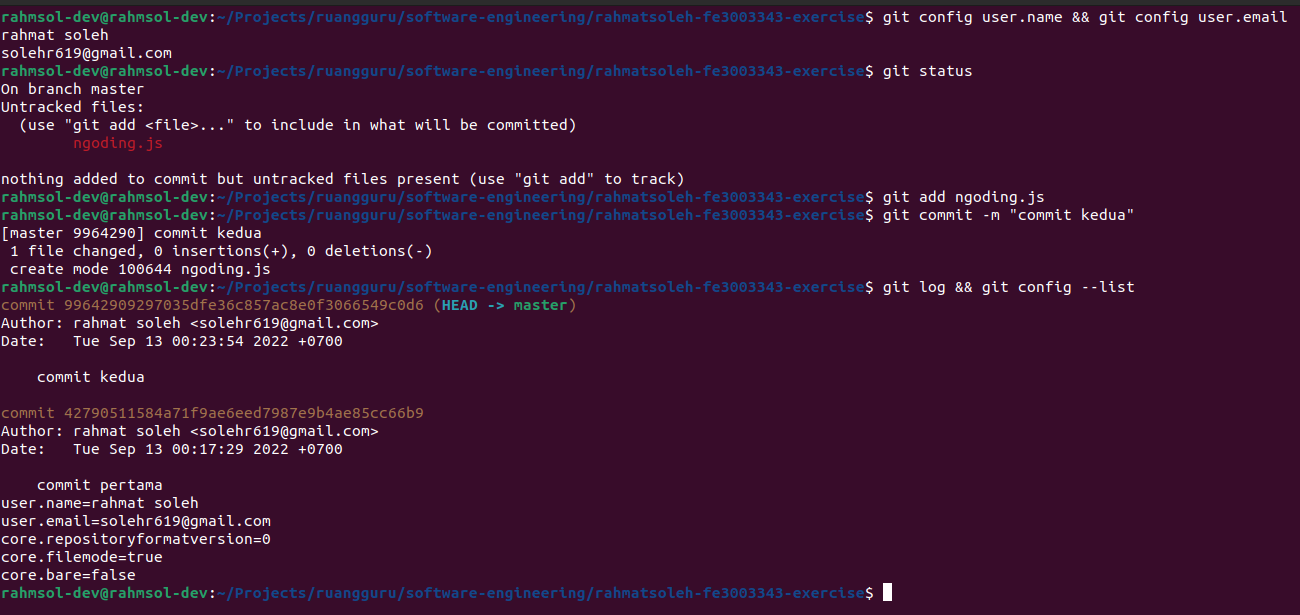 rahmsol-dev@rahmsol-dev:~/Projects/ruangguru/software-engineering/rahmatsoleh-fe3003343-exercise$ git config user.name && git config user.email
rahmat soleh
solehr619@gmail.com
rahmsol-dev@rahmsol-dev:~/Projects/ruangguru/software-engineering/rahmatsoleh-fe3003343-exercise$ git status
On branch master
Untracked files:
  (use "git add <file>..." to include in what will be committed)
        ngoding.js

nothing added to commit but untracked files present (use "git add" to track)
rahmsol-dev@rahmsol-dev:~/Projects/ruangguru/software-engineering/rahmatsoleh-fe3003343-exercise$ git add ngoding.js
rahmsol-dev@rahmsol-dev:~/Projects/ruangguru/software-engineering/rahmatsoleh-fe3003343-exercise$ git commit -m "commit kedua"
[master 9964290] commit kedua
 1 file changed, 0 insertions(+), 0 deletions(-)
 create mode 100644 ngoding.js
rahmsol-dev@rahmsol-dev:~/Projects/ruangguru/software-engineering/rahmatsoleh-fe3003343-exercise$ git log && git config --list
commit 99642909297035dfe36c857ac8e0f3066549c0d6 (HEAD -> master)
Author: rahmat soleh <solehr619@gmail.com>
Date:   Tue Sep 13 00:23:54 2022 +0700

    commit kedua

commit 42790511584a71f9ae6eed7987e9b4ae85cc66b9
Author: rahmat soleh <solehr619@gmail.com>
Date:   Tue Sep 13 00:17:29 2022 +0700

    commit pertama
user.name=rahmat soleh
user.email=solehr619@gmail.com
core.repositoryformatversion=0
core.filemode=true
core.bare=false
rahmsol-dev@rahmsol-dev:~/Projects/ruangguru/software-engineering/rahmatsoleh-fe3003343-exercise$